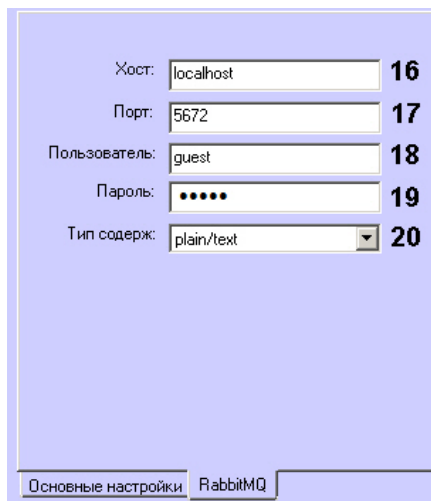 Хост: localhost 16
Порт: 5672 17
Пользователь: guest 18
Пароль: ••••• 19
Тип содерж: plain/text 20
Основные настройки RabbitMQ